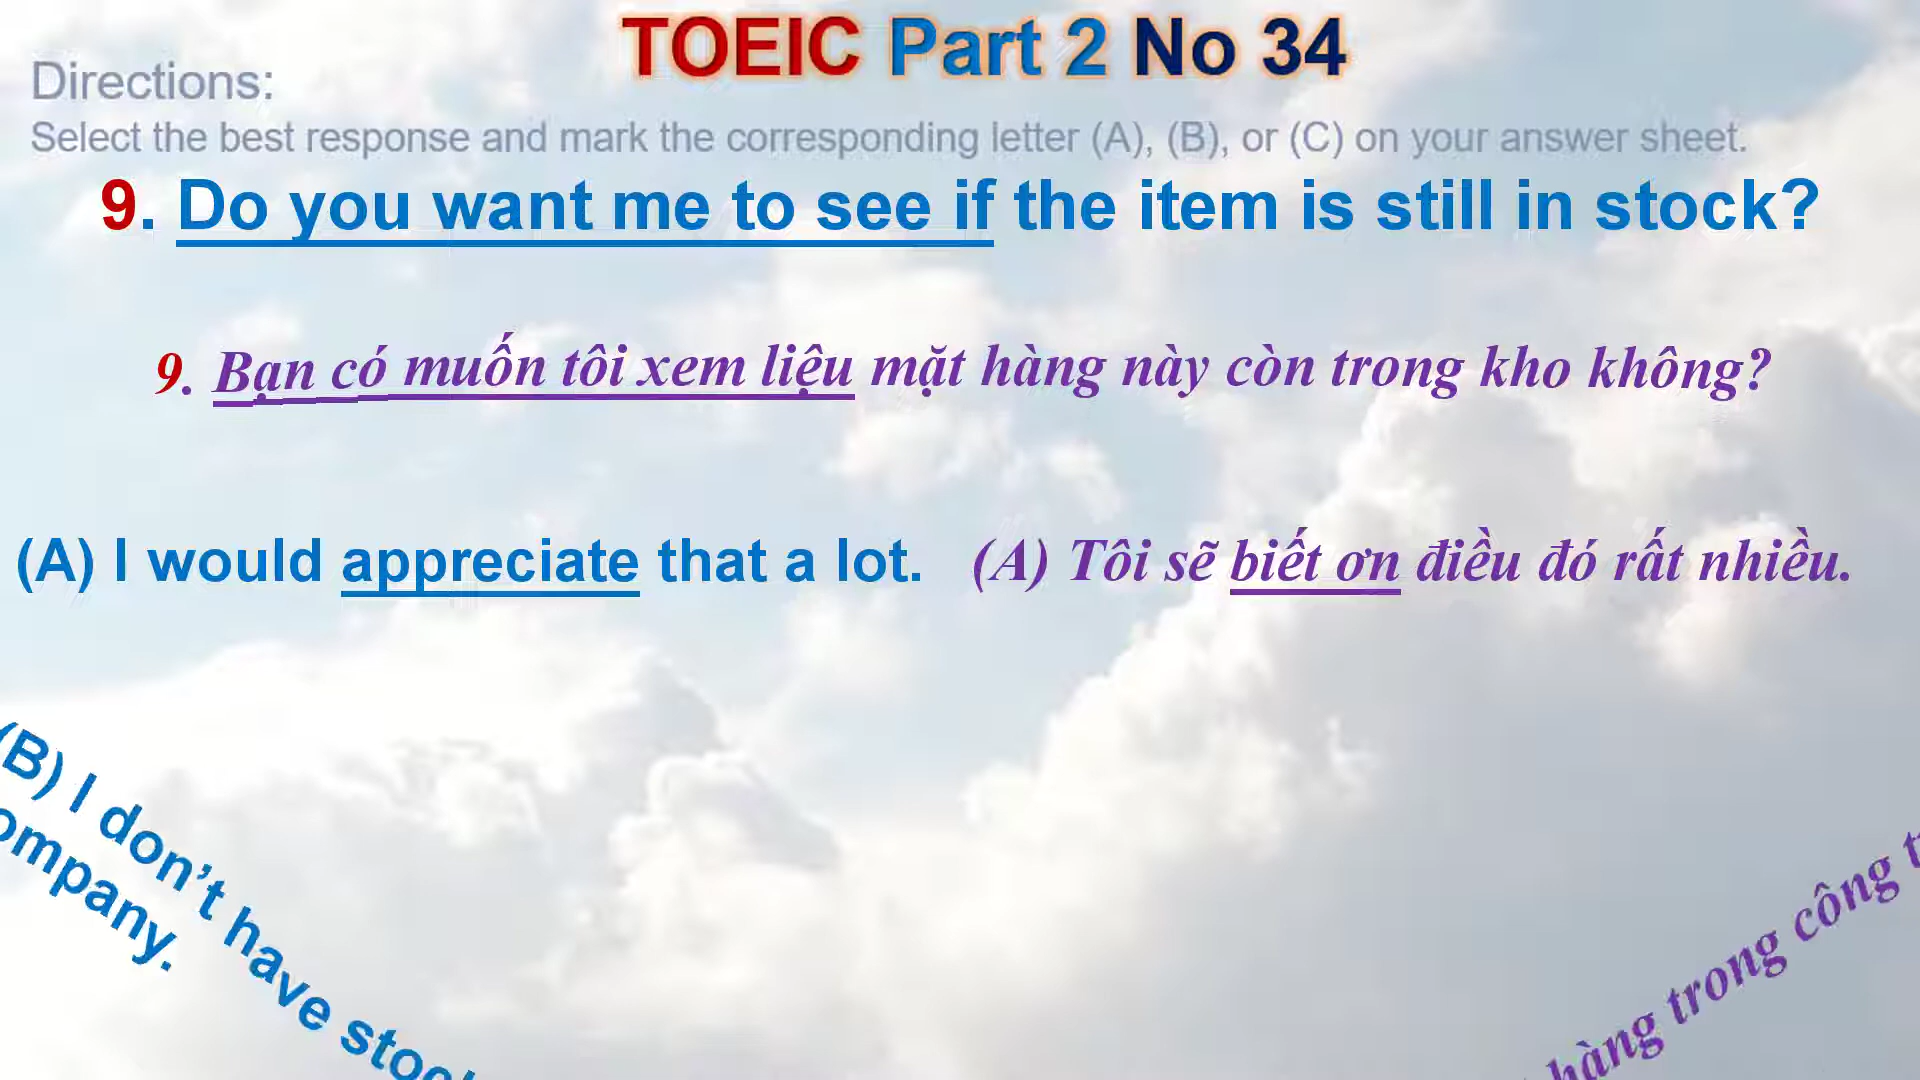 TOEIC Part 2 No 34
Directions:
Select the best response and mark the corresponding letter (A), (B), or (C) on your answer sheet.
9. Do you want me to see if the item is still in stock?
9. Bạn có muốn tôi xem liệu mặt hàng này còn trong kho không?
(A) I would appreciate that a lot.
(A) Tôi sẽ biết ơn điều đó rất nhiều.
(B) I don’t have
hàng trong công